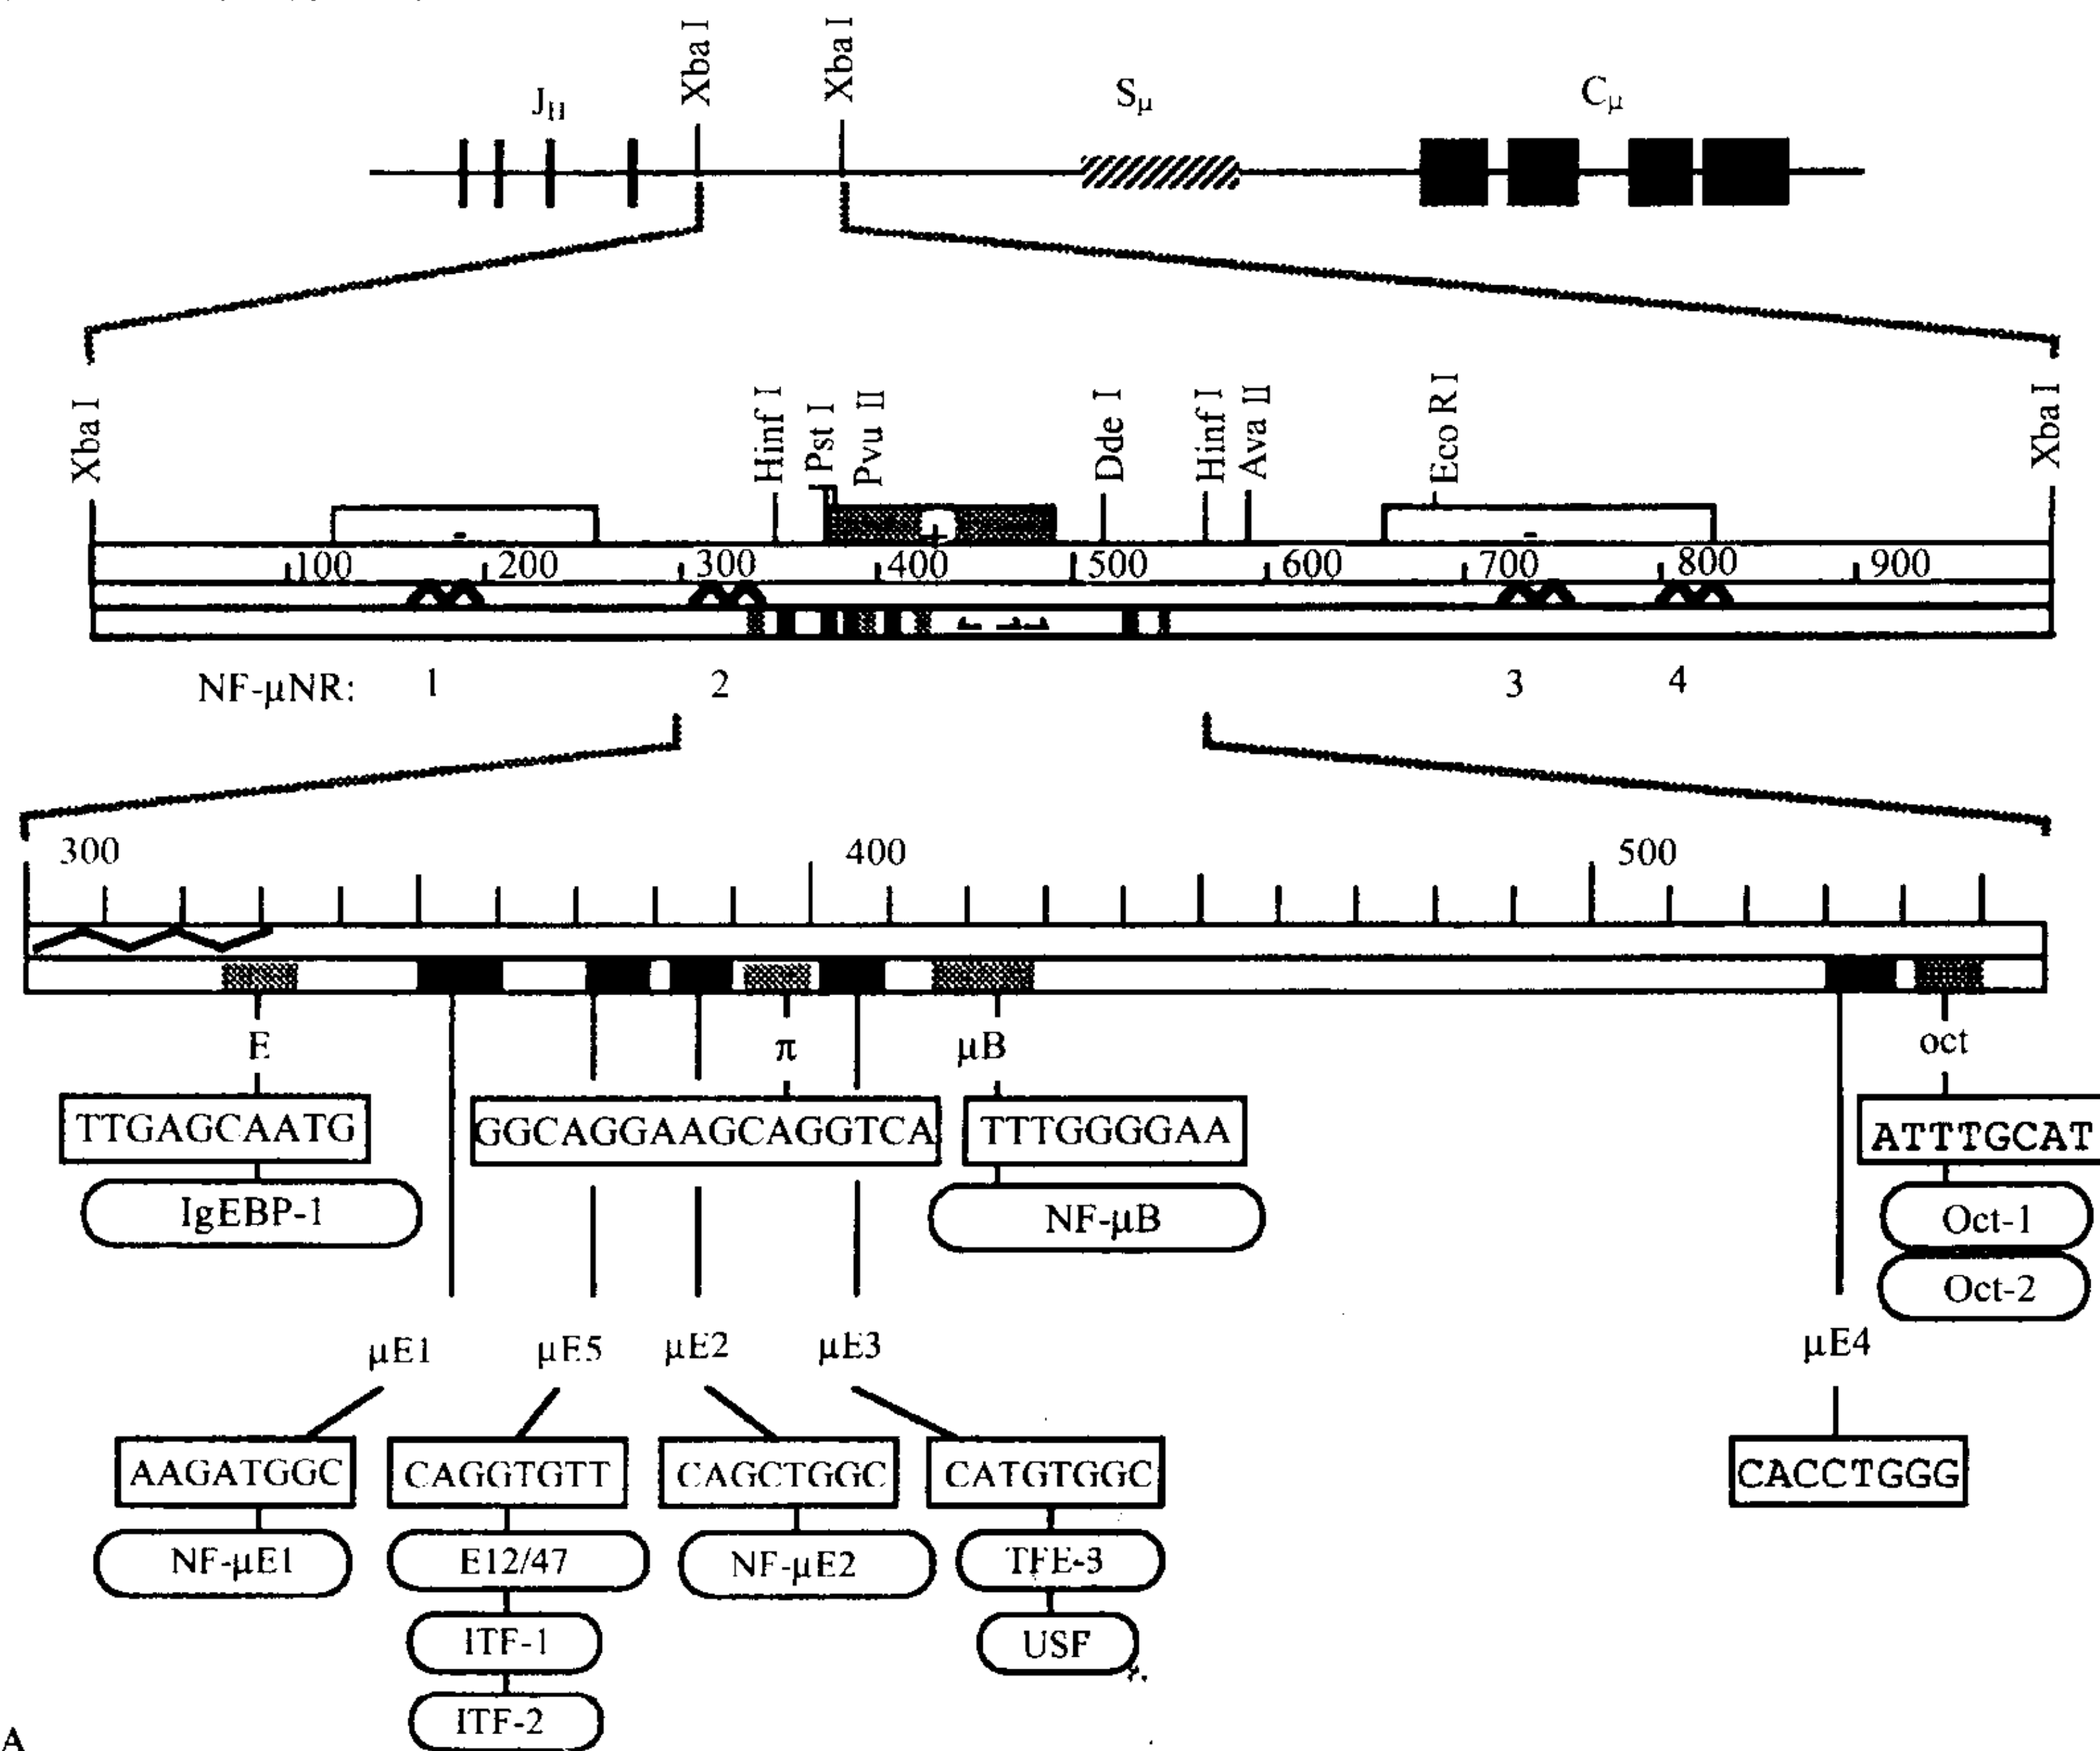 Xba I Xba I
J_H S_μ C_μ
Xba I Hinf I Pst I Pvu II Dde I Hinf I Ava II Eco R I Xba I
- + -
100 200 300 400 500 600 700 800 900
NF-μNR: 1 2 3 4
300 400 500
E π μB oct
TTGAGCAATG GGCAGGAAGCAGGTCA TTTGGGGAA ATTTGCAT
IgEBP-1 NF-μB Oct-1
Oct-2
μE1 μE5 μE2 μE3 μE4
AAGATGGC CAGGTGTT CAGCTGGC CATGTGGC CACCTGGG
NF-μE1 E12/47 NF-μE2 TFE-3
ITF-1 USF
ITF-2
A